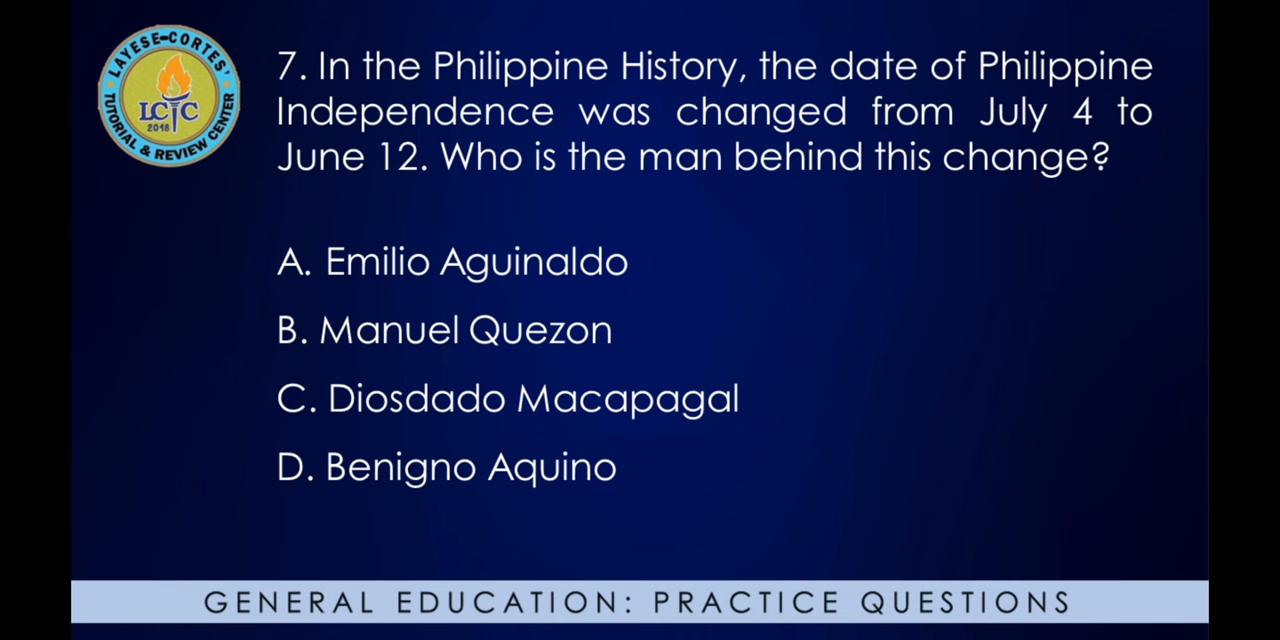 LAYESE-CORTES'
LCTC
2018
TUTORIAL & REVIEW CENTER
7. In the Philippine History, the date of Philippine
Independence was changed from July 4 to
June 12. Who is the man behind this change?
A. Emilio Aguinaldo
B. Manuel Quezon
C. Diosdado Macapagal
D. Benigno Aquino
GENERAL EDUCATION: PRACTICE QUESTIONS